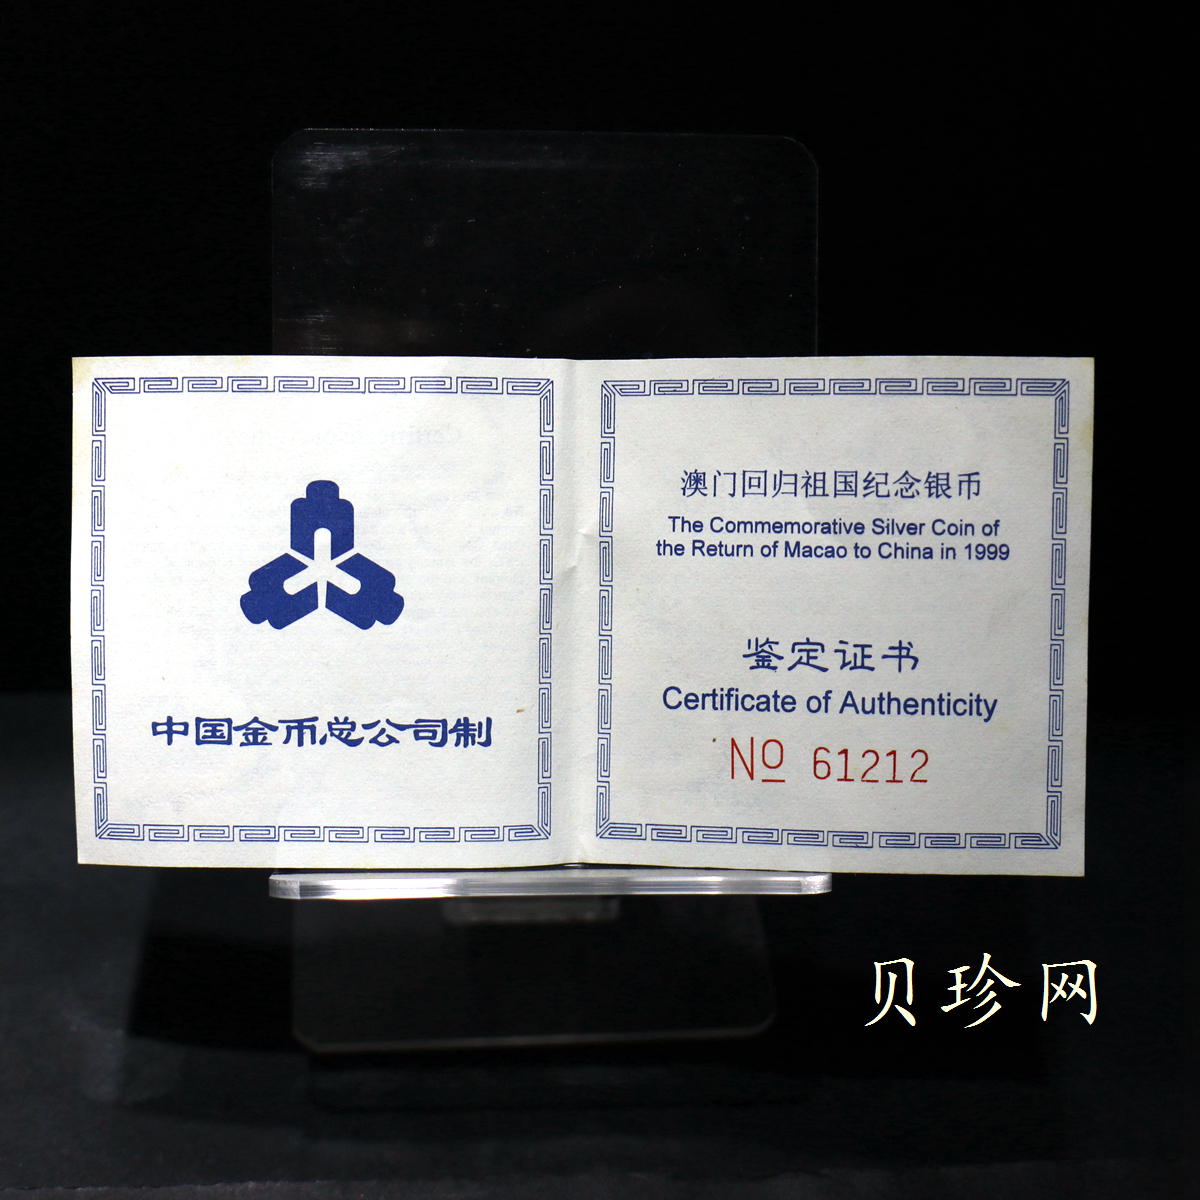 中国金币总公司制
澳门回归祖国纪念银币
The Commemorative Silver Coin of
the Return of Macao to China in 1999
鉴定证书
Certificate of Authenticity
No 61212
贝珍网